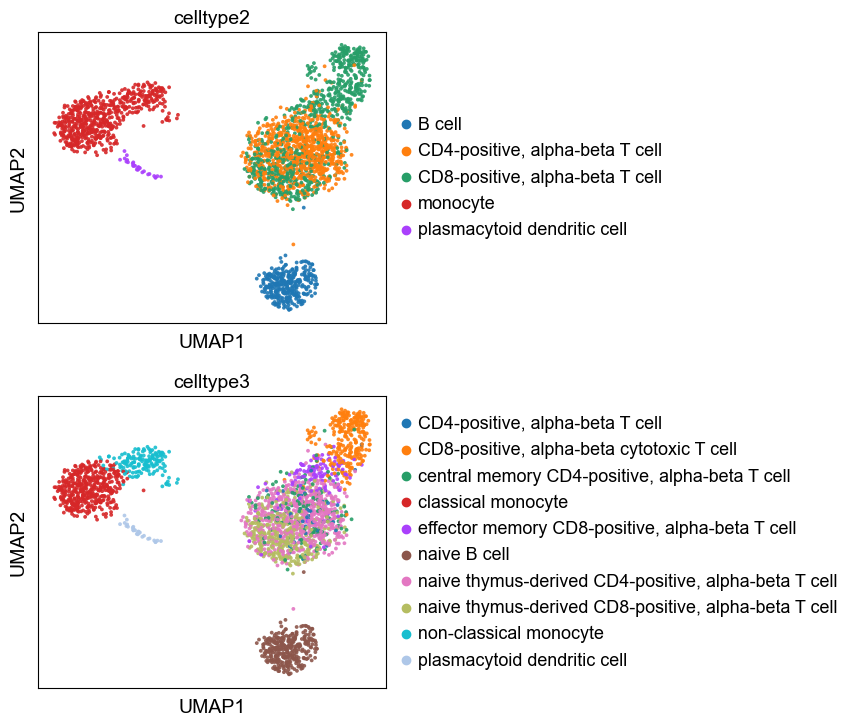 celltype2
UMAP2
B cell
CD4-positive, alpha-beta T cell
CD8-positive, alpha-beta T cell
monocyte
plasmacytoid dendritic cell
UMAP1
celltype3
UMAP2
CD4-positive, alpha-beta T cell
CD8-positive, alpha-beta cytotoxic T cell
central memory CD4-positive, alpha-beta T cell
classical monocyte
effector memory CD8-positive, alpha-beta T cell
naive B cell
naive thymus-derived CD4-positive, alpha-beta T cell
naive thymus-derived CD8-positive, alpha-beta T cell
non-classical monocyte
plasmacytoid dendritic cell
UMAP1